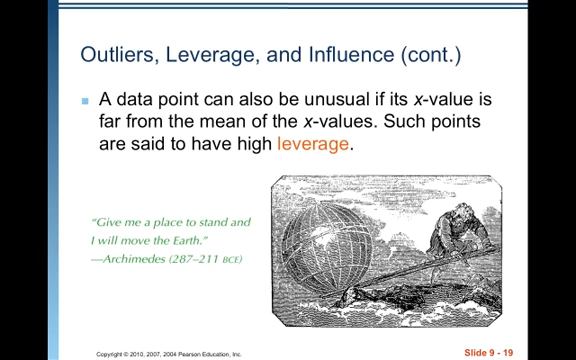 Outliers, Leverage, and Influence (cont.)
A data point can also be unusual if its x-value is
far from the mean of the x-values. Such points
are said to have high leverage.
“Give me a place to stand and
I will move the Earth.”
—Archimedes (287–211 BCE)
Copyright © 2010, 2007, 2004 Pearson Education, Inc.
Slide 9 - 19